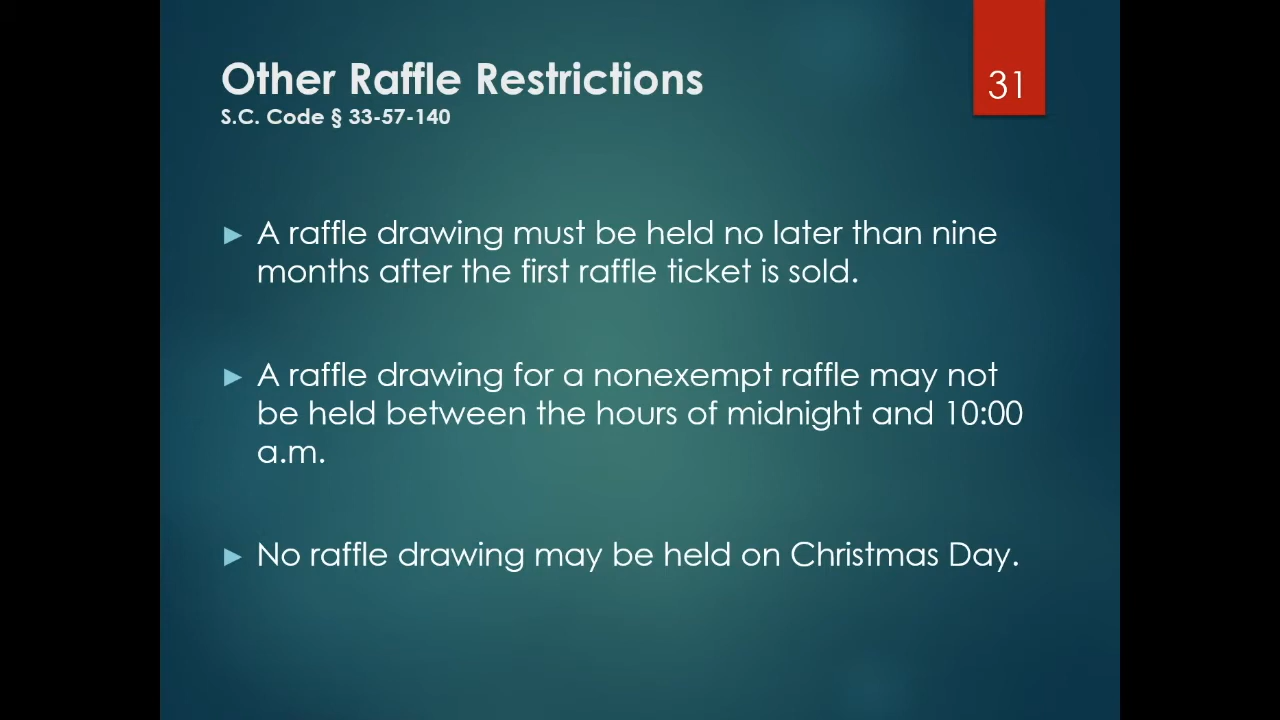 Other Raffle Restrictions
S.C. Code § 33-57-140
31
► A raffle drawing must be held no later than nine
months after the first raffle ticket is sold.
► A raffle drawing for a nonexempt raffle may not
be held between the hours of midnight and 10:00
a.m.
► No raffle drawing may be held on Christmas Day.